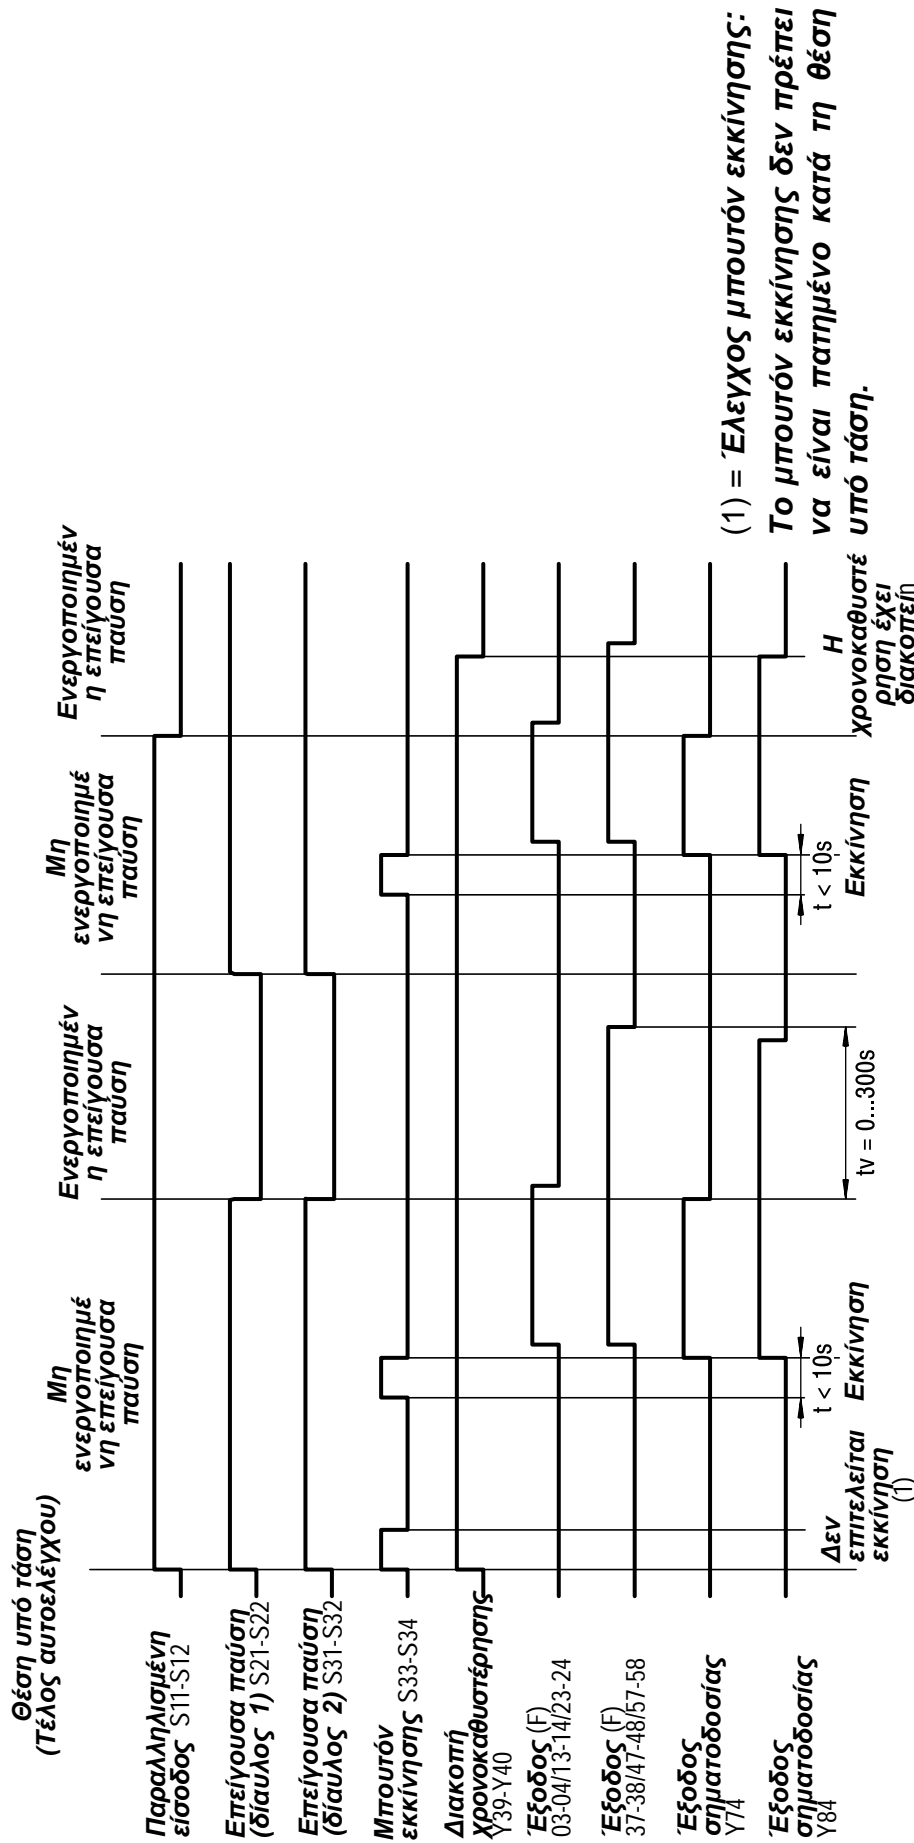 Θέση υπό τάση
(Τέλος αυτοελέγχου)
Μη
ενεργοποιημέ
νη επείγουσα
παύση
Ενεργοποιημέν
η επείγουσα
παύση
Μη
ενεργοποιημέ
νη επείγουσα
παύση
Ενεργοποιημέν
η επείγουσα
παύση
Παραλληλισμένη
είσοδος S11-S12
Επείγουσα παύση
(δίαυλος 1) S21-S22
Επείγουσα παύση
(δίαυλος 2) S31-S32
Μπουτόν
εκκίνησης S33-S34
Διακοπή
χρονοκαθυστέρησης
Y39-Y40
Έξοδος (F)
03-04/13-14/23-24
Έξοδος (F)
37-38/47-48/57-58
Έξοδος
σηματοδοσίας
Y74
Έξοδος
σηματοδοσίας
Y84
t < 10s
tv = 0...300s
t < 10s
Δεν
επιτελείται
εκκίνηση
(1)
Εκκίνηση
Εκκίνηση
Η
χρονοκαθυστέ
ρηση έχει
διακοπεί
(1) = Έλεγχος μπουτόν εκκίνησης:
Το μπουτόν εκκίνησης δεν πρέπει
να είναι πατημένο κατά τη θέση
υπό τάση.